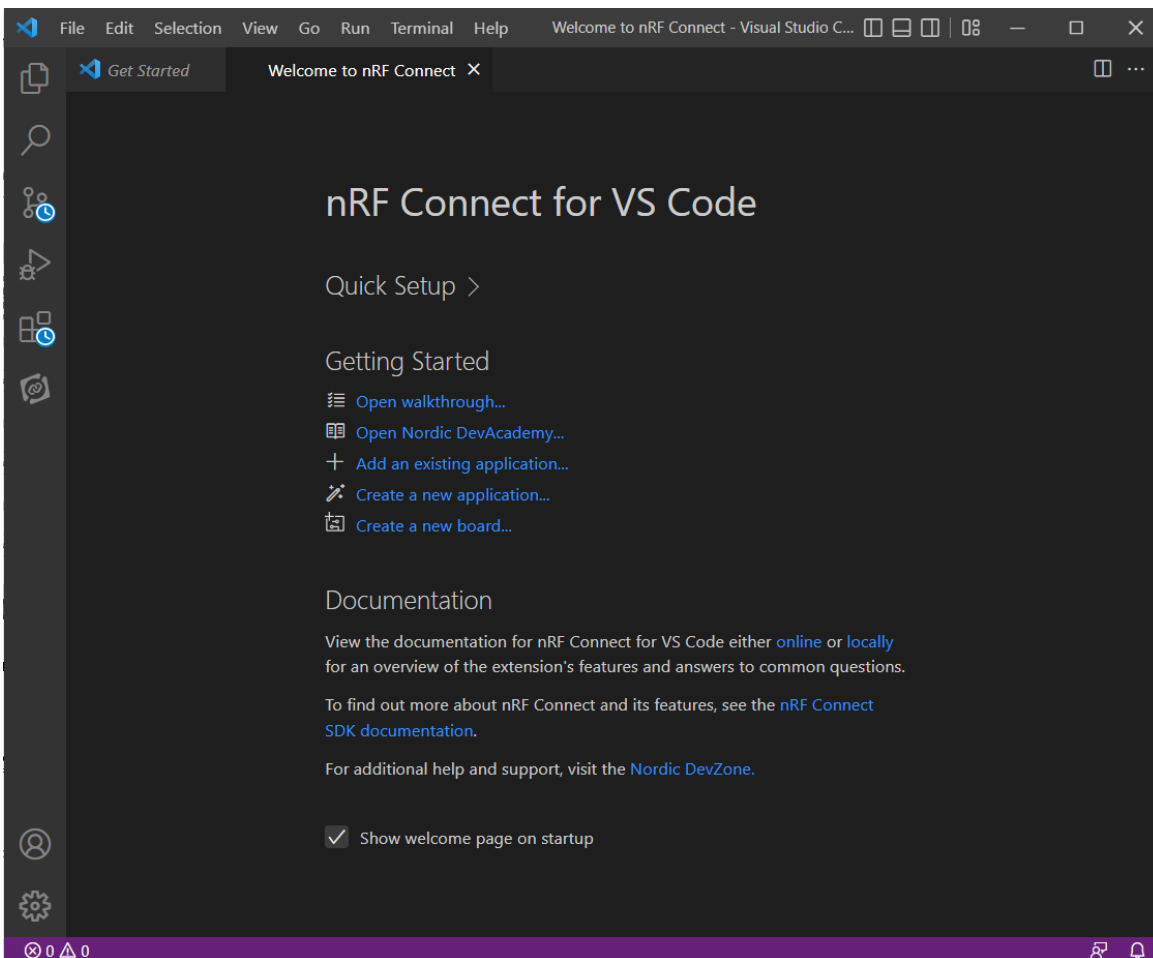 File Edit Selection View Go Run Terminal Help Welcome to nRF Connect - Visual Studio C...
Get Started Welcome to nRF Connect
nRF Connect for VS Code
Quick Setup
Getting Started
Open walkthrough...
Open Nordic DevAcademy...
Add an existing application...
Create a new application...
Create a new board...
Documentation
View the documentation for nRF Connect for VS Code either online or locally
for an overview of the extension's features and answers to common questions.
To find out more about nRF Connect and its features, see the nRF Connect
SDK documentation.
For additional help and support, visit the Nordic DevZone.
Show welcome page on startup
0 0